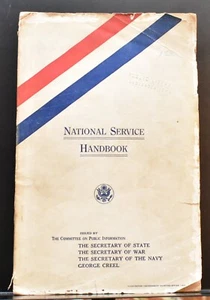 NATIONAL SERVICE
HANDBOOK
ISSUED BY
THE COMMITTEE ON PUBLIC INFORMATION
THE SECRETARY OF STATE
THE SECRETARY OF WAR
THE SECRETARY OF THE NAVY
GEORGE CREEL